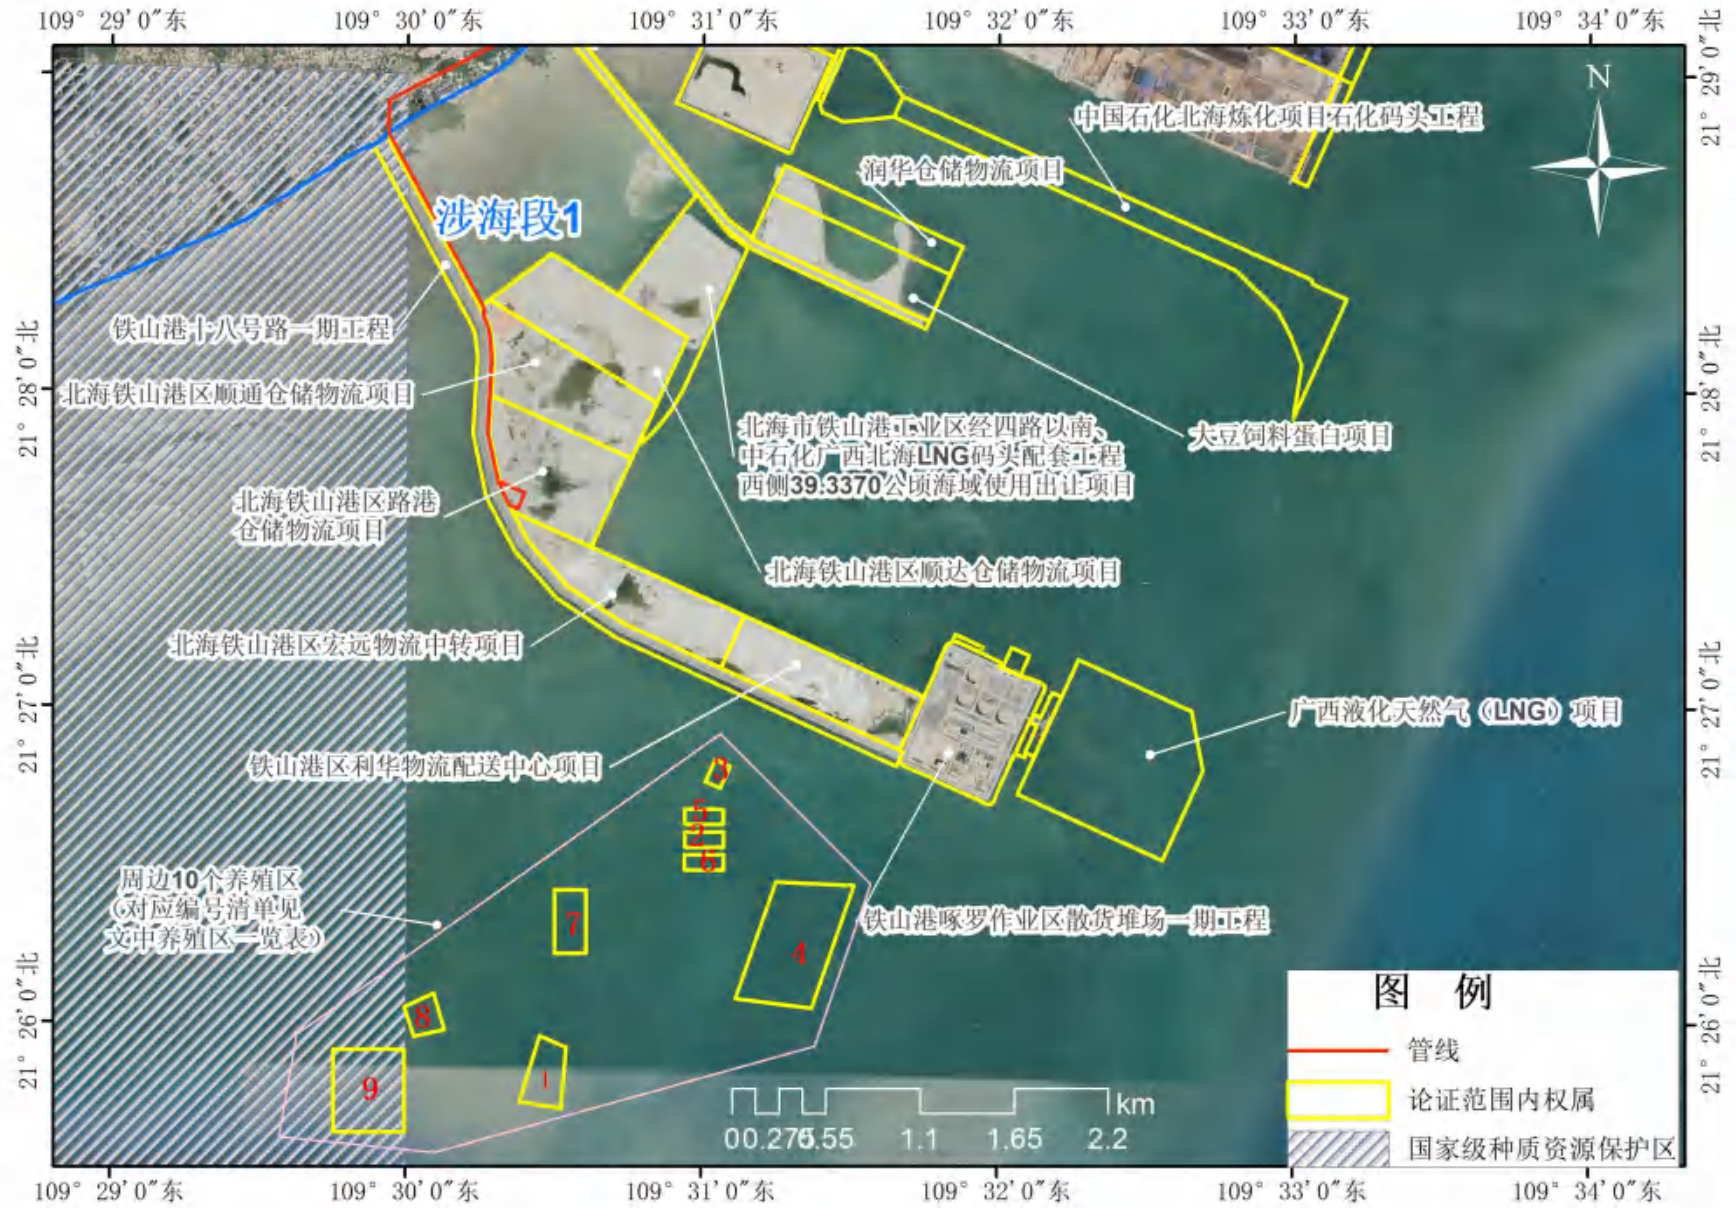 109° 29′ 0″东
109° 30′ 0″东
109° 31′ 0″东
109° 32′ 0″东
109° 33′ 0″东
109° 34′ 0″东
21° 29′ 0″北
N
中国石化北海炼化项目石化码头工程
润华仓储物流项目
涉海段1
铁山港十八号路一期工程
21° 28′ 0″北
21° 28′ 0″北
北海铁山港区顺通仓储物流项目
北海市铁山港工业区经四路以南、
中石化广西北海LNG码头配套工程
西侧39.3370公顷海域使用出让项目
大豆饲料蛋白项目
北海铁山港区路港
仓储物流项目
北海铁山港区顺达仓储物流项目
北海铁山港区宏远物流中转项目
21° 27′ 0″北
21° 27′ 0″北
广西液化天然气（LNG）项目
铁山港区利华物流配送中心项目
3
5
2
6
周边10个养殖区
（对应编号清单见
文中养殖区一览表）
7
4
铁山港啄罗作业区散货堆场一期工程
21° 26′ 0″北
21° 26′ 0″北
8
9
1
图 例
管线
论证范围内权属
国家级种质资源保护区
km
0 0.275 0.55 1.1 1.65 2.2
109° 29′ 0″东
109° 30′ 0″东
109° 31′ 0″东
109° 32′ 0″东
109° 33′ 0″东
109° 34′ 0″东